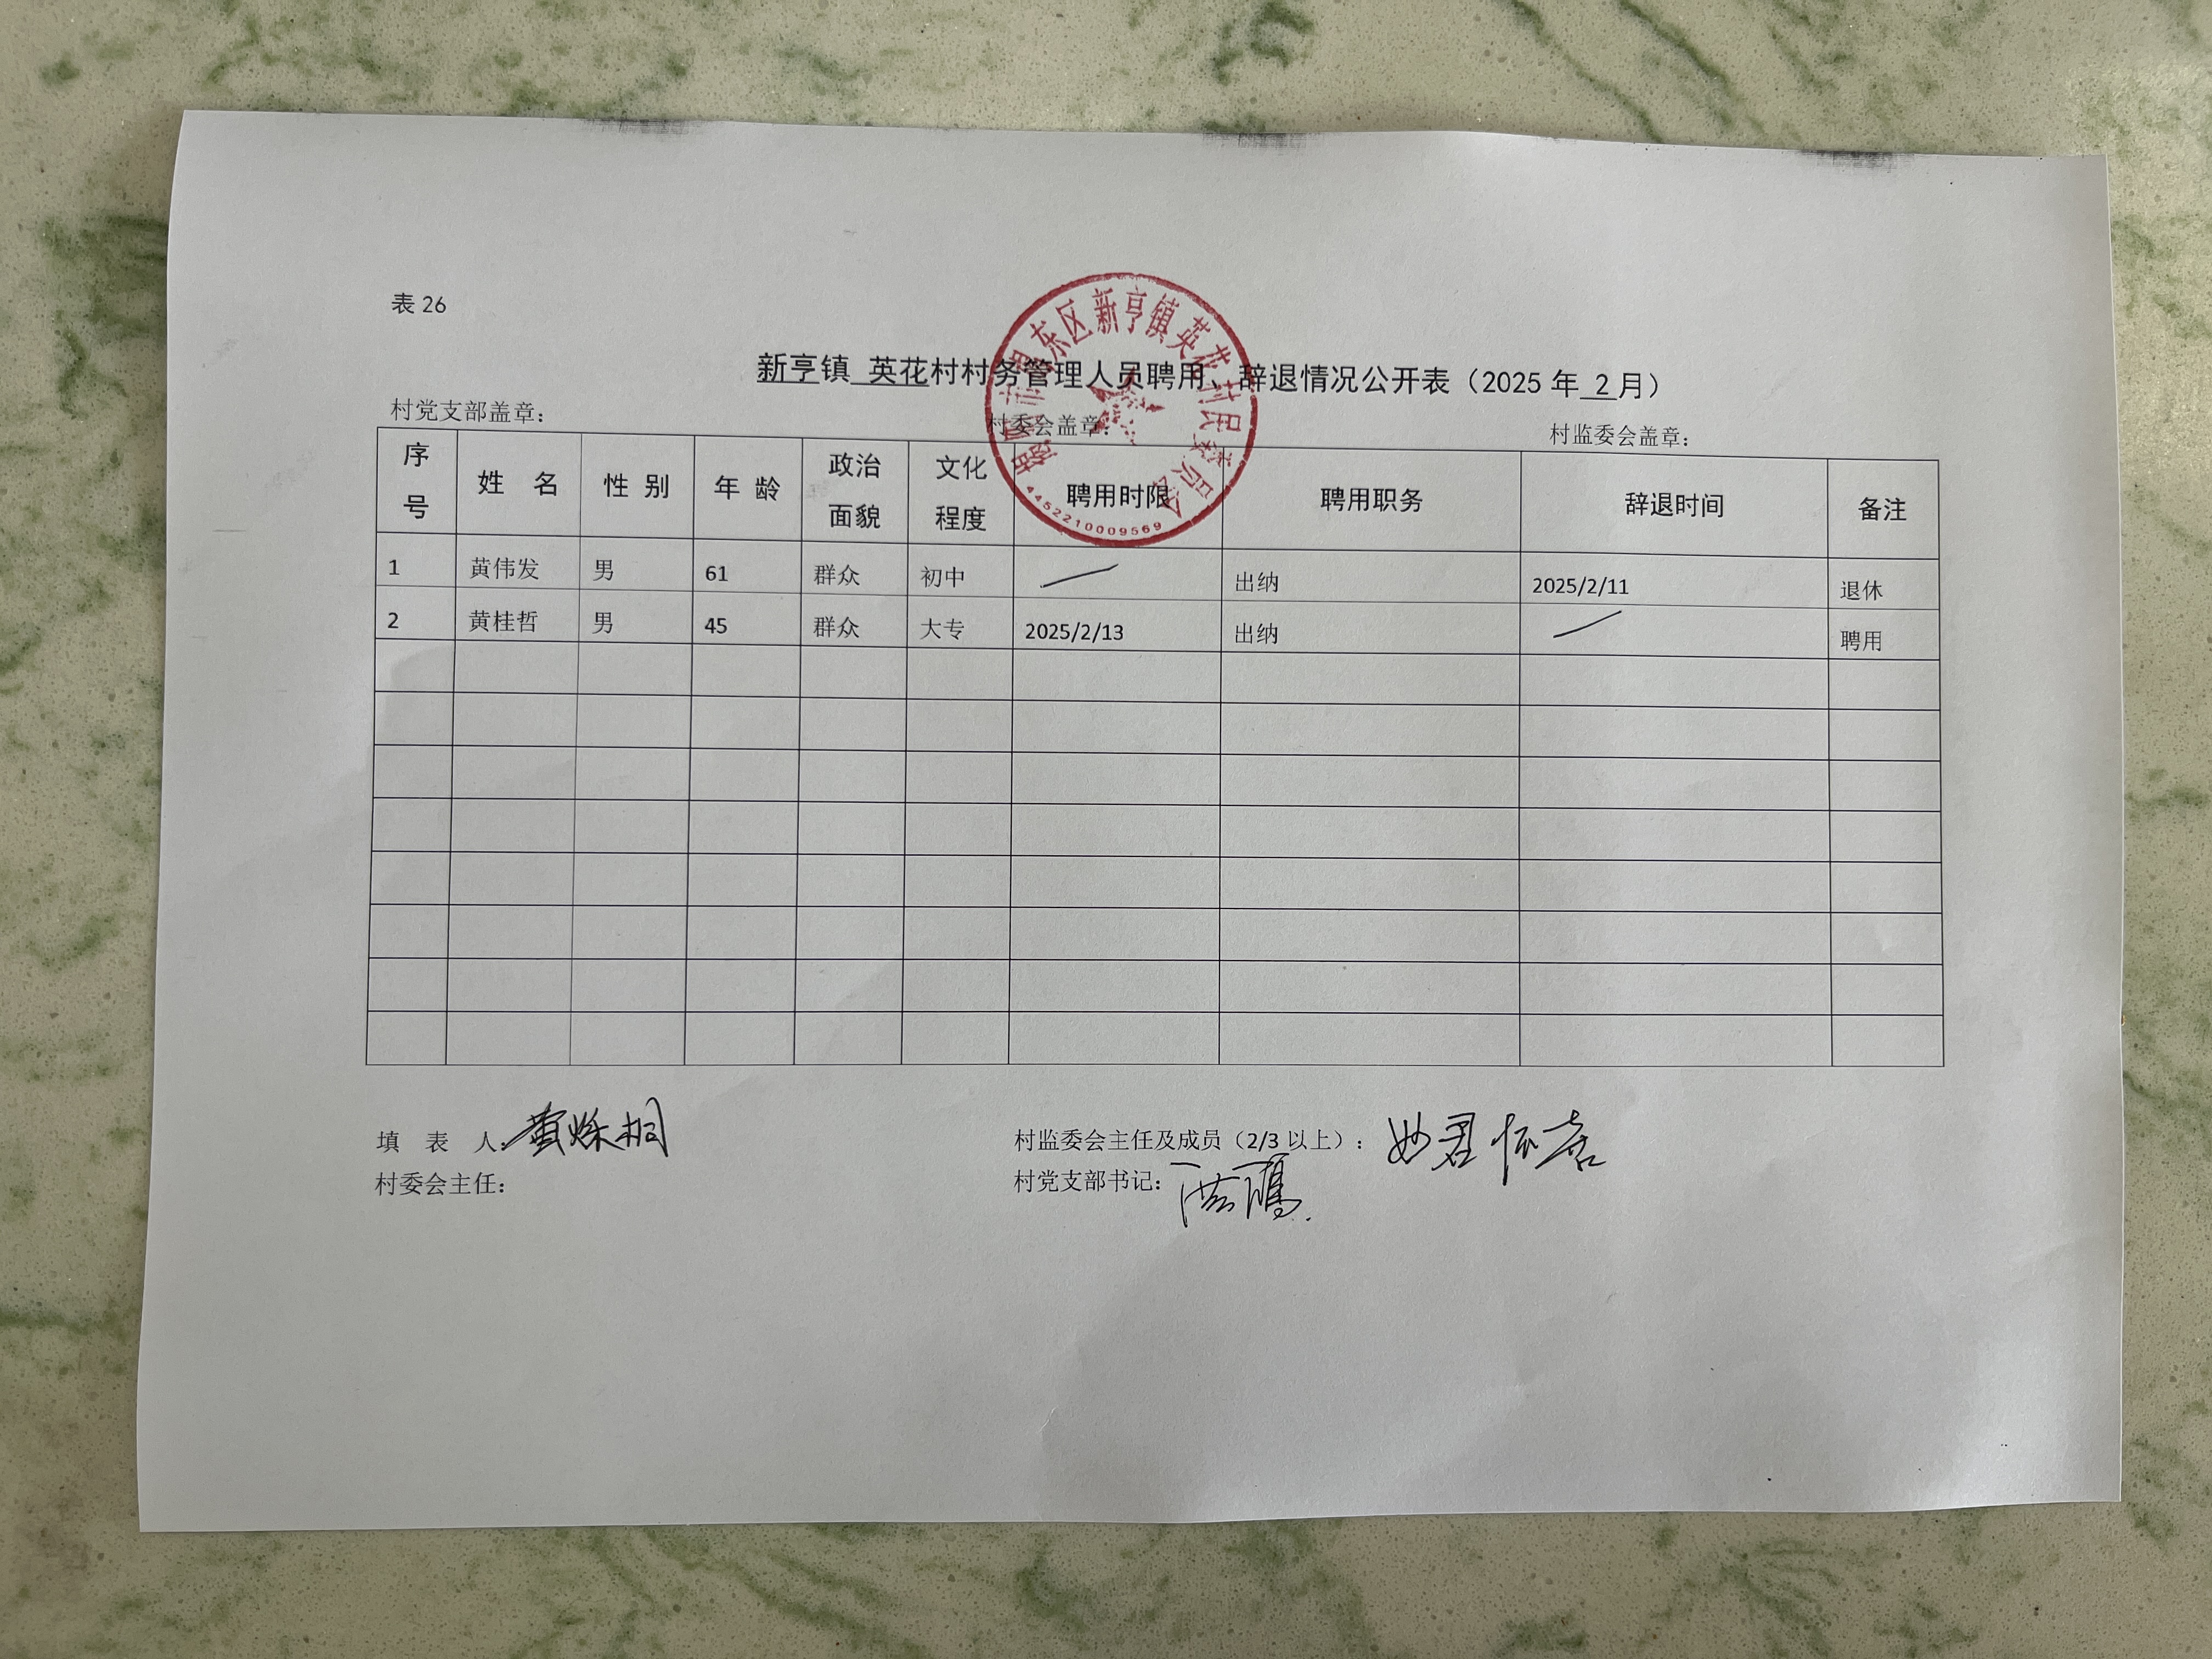 表 26
揭阳市揭东区新亨镇英花村村民委员会
4452210009569
新亨镇 英花村村务管理人员聘用、辞退情况公开表（2025 年 2 月）
村党支部盖章： 村委会盖章： 村监委会盖章：
序号 姓 名 性 别 年 龄 政治面貌 文化程度 聘用时限 聘用职务 辞退时间 备注
1 黄伟发 男 61 群众 初中 出纳 2025/2/11 退休
2 黄桂哲 男 45 群众 大专 2025/2/13 出纳 聘用
填 表 人： 黄烁桐 村监委会主任及成员（2/3 以上）： 妙君
村委会主任： 村党支部书记：